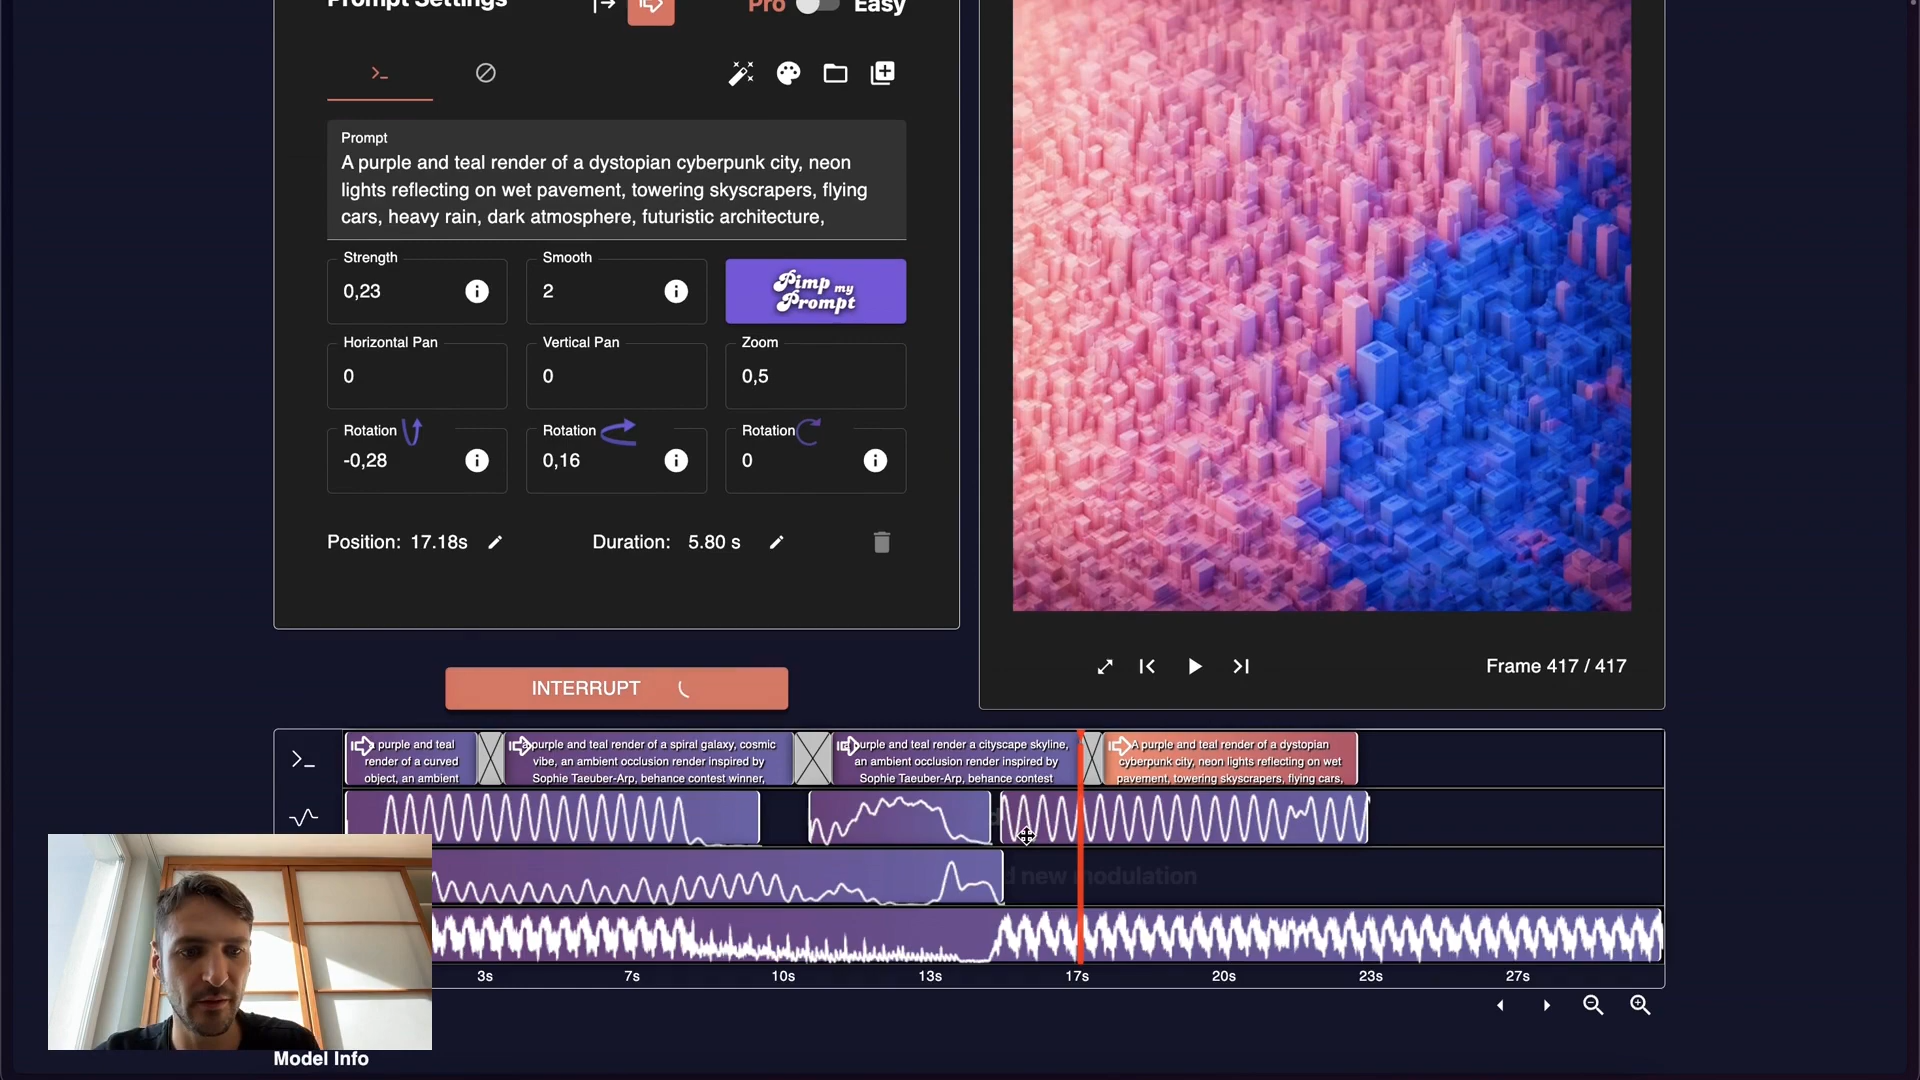 Prompt Settings
Pro
Easy
Prompt
A purple and teal render of a dystopian cyberpunk city, neon
lights reflecting on wet pavement, towering skyscrapers, flying
cars, heavy rain, dark atmosphere, futuristic architecture,
Strength
0,23
Smooth
2
Pimp my
Prompt
Horizontal Pan
0
Vertical Pan
0
Zoom
0,5
Rotation
-0,28
Rotation
0,16
Rotation
0
Position: 17.18s
Duration: 5.80 s
INTERRUPT
Frame 417 / 417
purple and teal
render of a curved
object, an ambient
purple and teal render of a spiral galaxy, cosmic
vibe, an ambient occlusion render inspired by
Sophie Taeuber-Arp, behance contest winner,
purple and teal render a cityscape skyline,
an ambient occlusion render inspired by
Sophie Taeuber-Arp, behance contest
A purple and teal render of a dystopian
cyberpunk city, neon lights reflecting on wet
pavement, towering skyscrapers, flying cars,
new modulation
3s
7s
10s
13s
17s
20s
23s
27s
Model Info